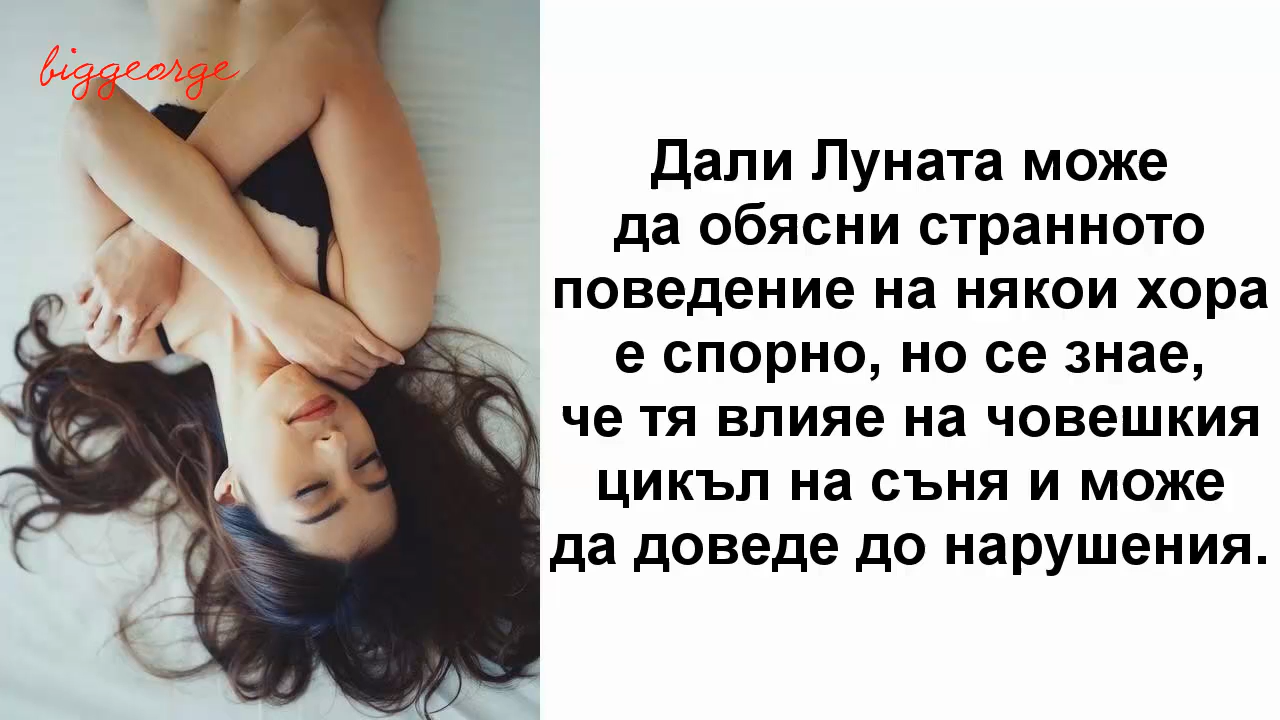 biggeorge
Дали Луната може
да обясни странното
поведение на някои хора
е спорно, но се знае,
че тя влияе на човешкия
цикъл на съня и може
да доведе до нарушения.